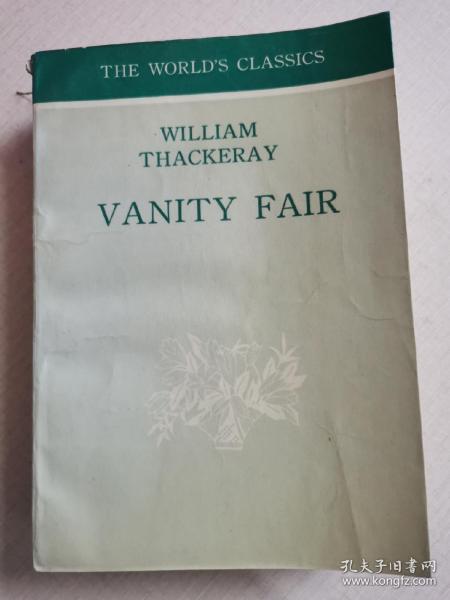 THE WORLD'S CLASSICS
WILLIAM
THACKERAY
VANITY FAIR
孔夫子旧书网
www.kongfz.com